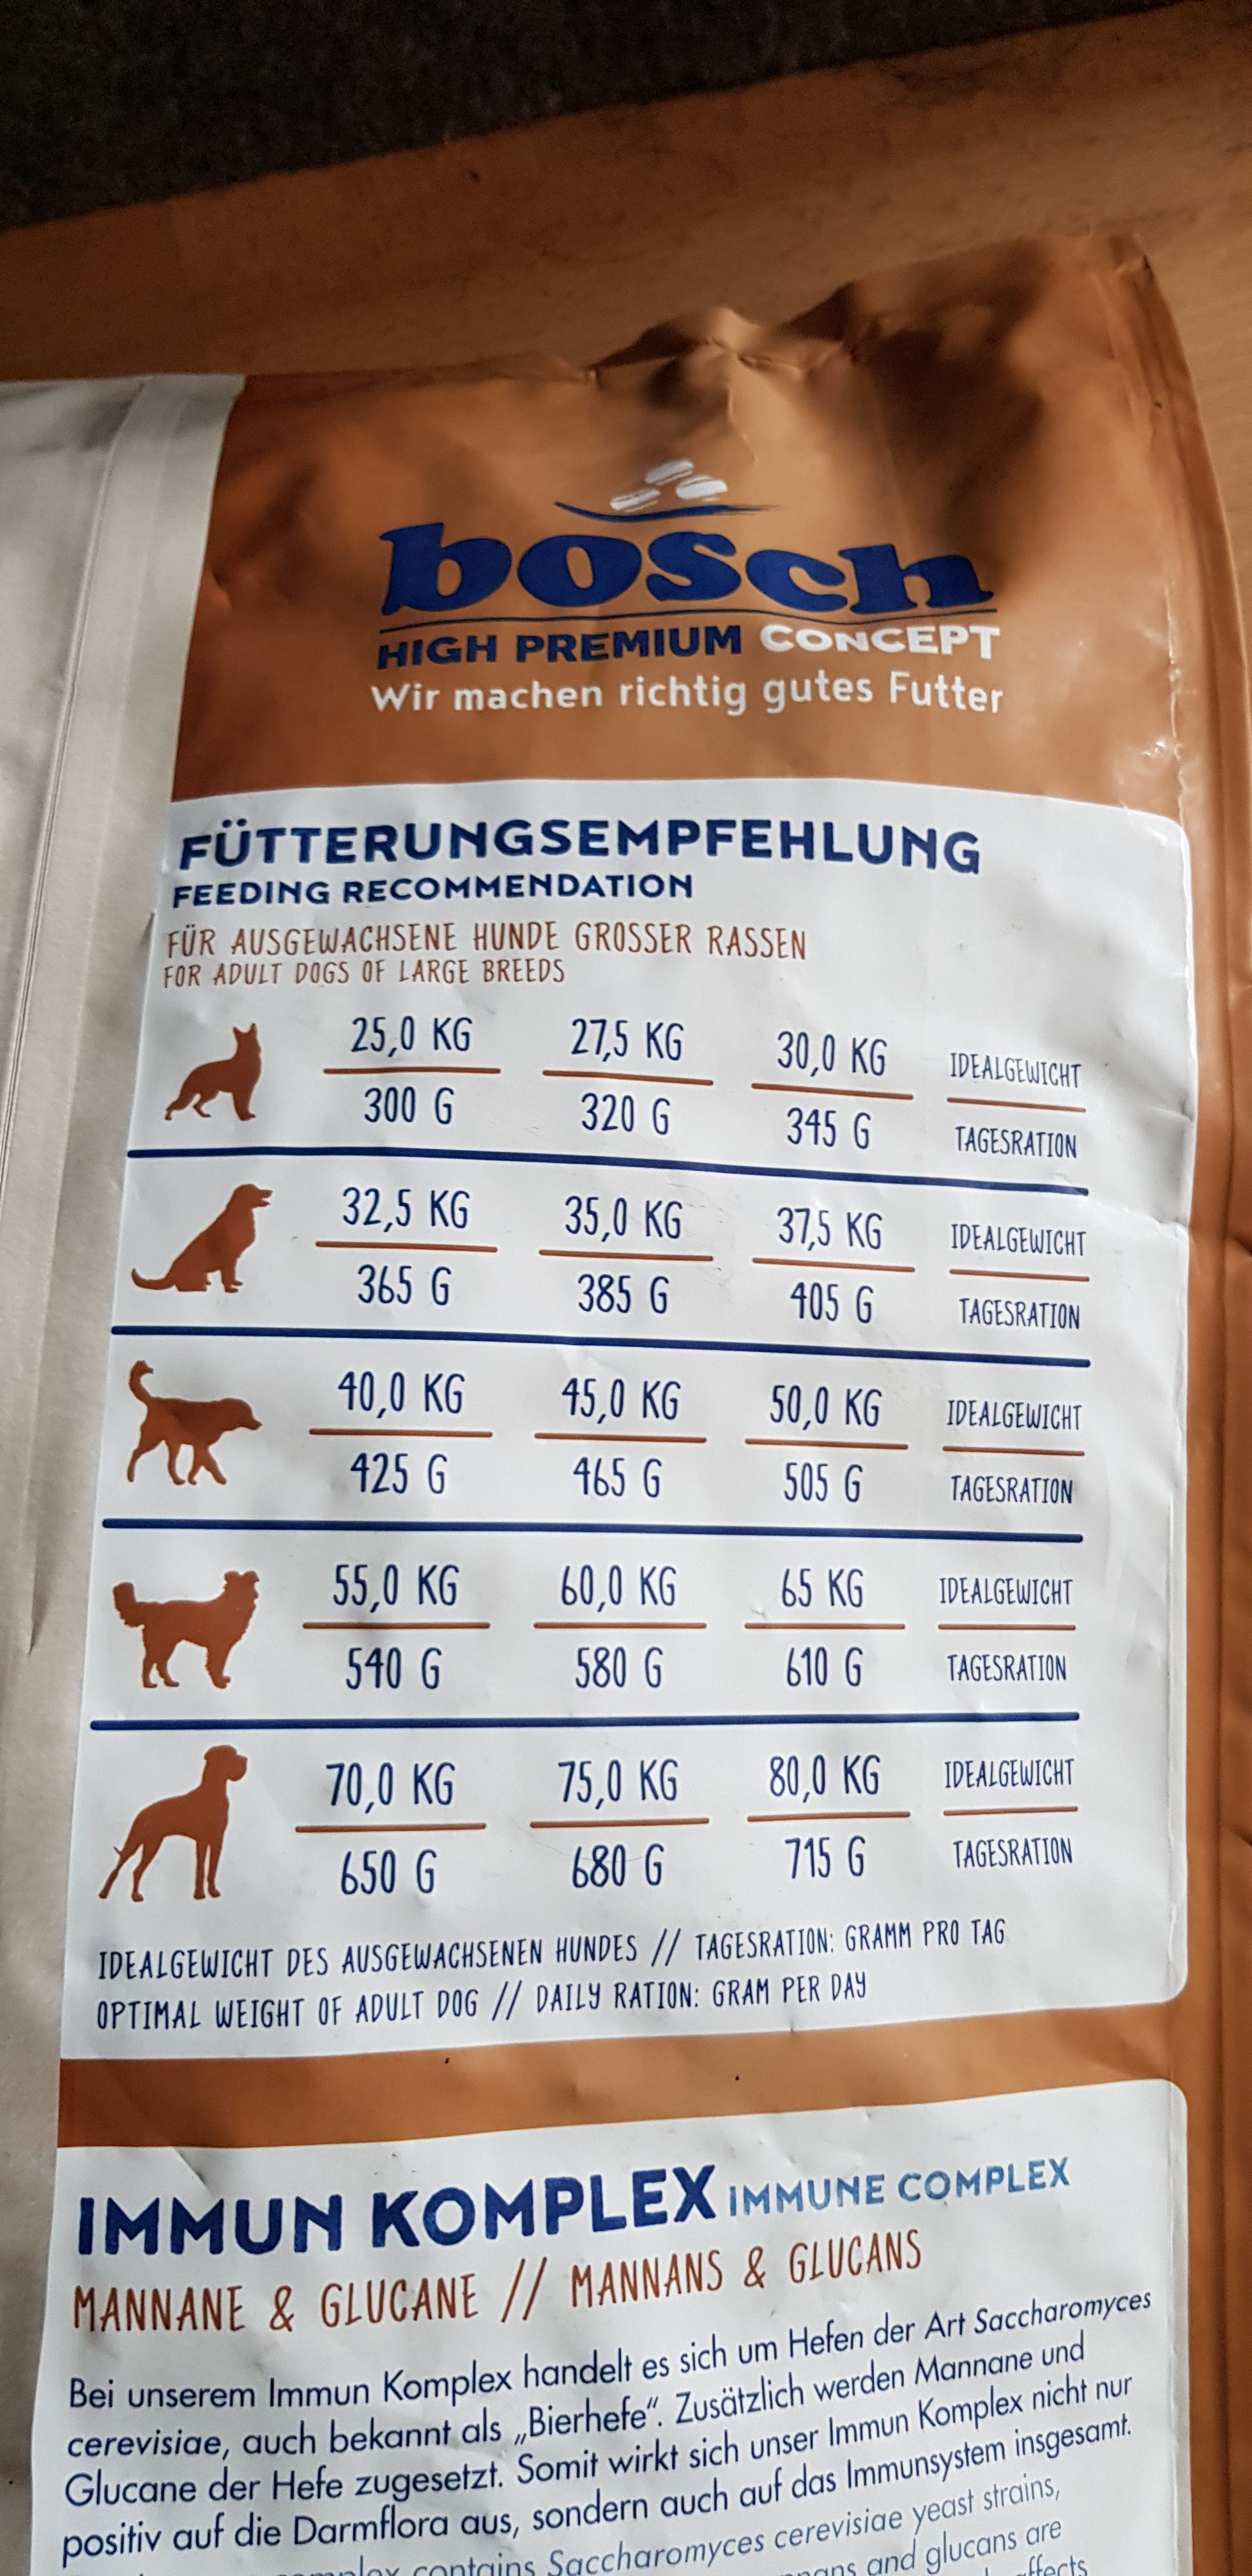 bosch
HIGH PREMIUM CONCEPT
Wir machen richtig gutes Futter
FÜTTERUNGSEMPFEHLUNG
FEEDING RECOMMENDATION
FÜR AUSGEWACHSENE HUNDE GROSSER RASSEN
FOR ADULT DOGS OF LARGE BREEDS
25,0 KG 27,5 KG 30,0 KG IDEALGEWICHT
300 G 320 G 345 G TAGESRATION
32,5 KG 35,0 KG 37,5 KG IDEALGEWICHT
365 G 385 G 405 G TAGESRATION
40,0 KG 45,0 KG 50,0 KG IDEALGEWICHT
425 G 465 G 505 G TAGESRATION
55,0 KG 60,0 KG 65 KG IDEALGEWICHT
540 G 580 G 610 G TAGESRATION
70,0 KG 75,0 KG 80,0 KG IDEALGEWICHT
650 G 680 G 715 G TAGESRATION
IDEALGEWICHT DES AUSGEWACHSENEN HUNDES // TAGESRATION: GRAMM PRO TAG
OPTIMAL WEIGHT OF ADULT DOG // DAILY RATION: GRAM PER DAY
IMMUN KOMPLEX IMMUNE COMPLEX
MANNANE & GLUCANE // MANNANS & GLUCANS
Bei unserem Immun Komplex handelt es sich um Hefen der Art Saccharomyces
cerevisiae, auch bekannt als „Bierhefe“. Zusätzlich werden Mannane und
Glucane der Hefe zugesetzt. Somit wirkt sich unser Immun Komplex nicht nur
positiv auf die Darmflora aus, sondern auch auf das Immunsystem insgesamt.
contains Saccharomyces cerevisiae yeast strains,
and glucans are